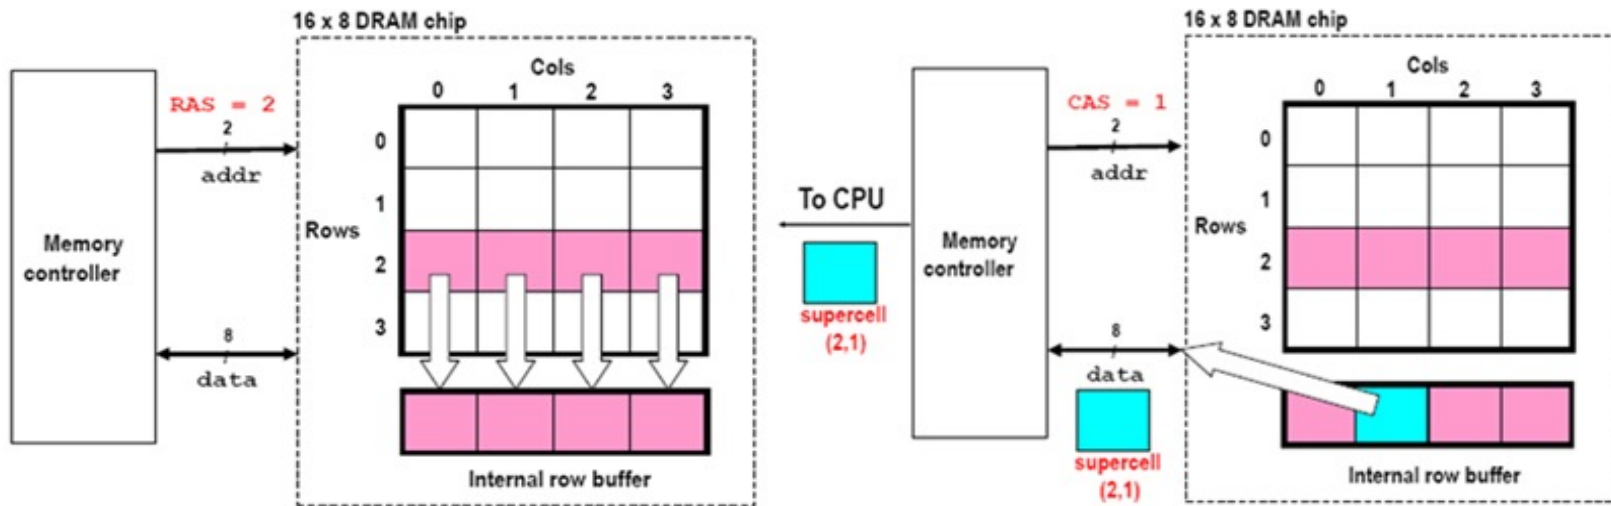 16 x 8 DRAM chip
Cols
0 1 2 3
RAS = 2
2
addr
Rows
0
1
2
3
Memory
controller
8
data
Internal row buffer
To CPU
supercell
(2,1)
16 x 8 DRAM chip
Cols
0 1 2 3
CAS = 1
2
addr
Rows
0
1
2
3
Memory
controller
8
data
supercell
(2,1)
Internal row buffer